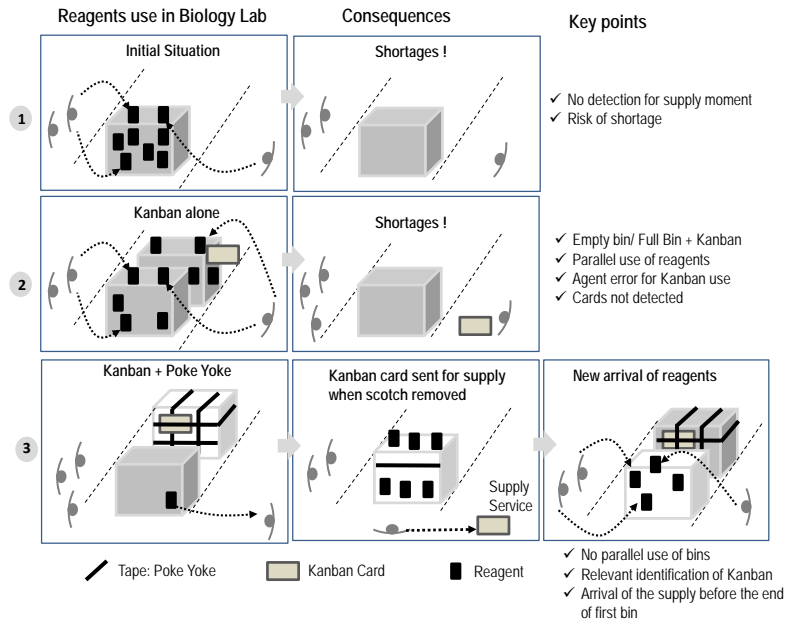 Reagents use in Biology Lab
Consequences
Key points
1
Initial Situation
Shortages !
✓ No detection for supply moment
✓ Risk of shortage
2
Kanban alone
Shortages !
✓ Empty bin/ Full Bin + Kanban
✓ Parallel use of reagents
✓ Agent error for Kanban use
✓ Cards not detected
3
Kanban + Poke Yoke
Kanban card sent for supply
when scotch removed
Supply
Service
New arrival of reagents
✓ No parallel use of bins
✓ Relevant identification of Kanban
✓ Arrival of the supply before the end
of first bin
Tape: Poke Yoke
Kanban Card
Reagent